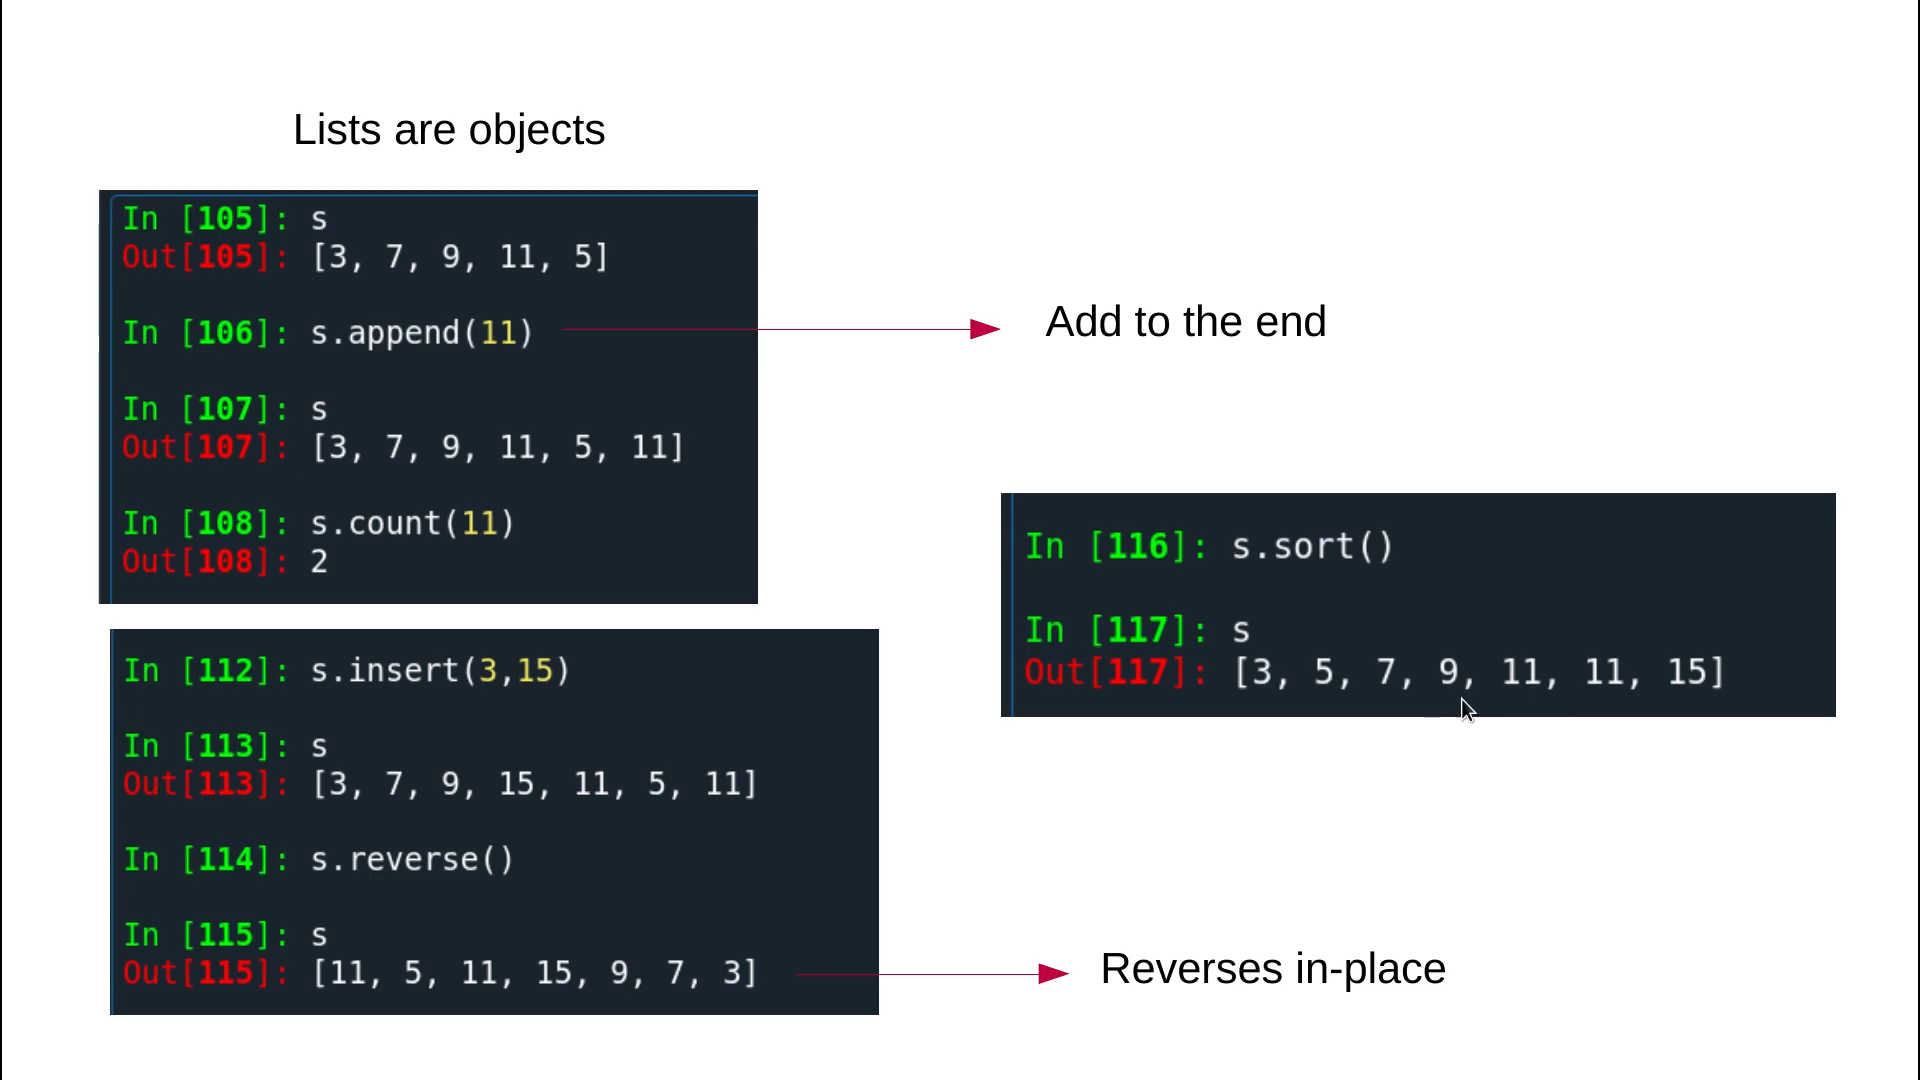 Lists are objects
In [105]: s
Out[105]: [3, 7, 9, 11, 5]
In [106]: s.append(11)
Add to the end
In [107]: s
Out[107]: [3, 7, 9, 11, 5, 11]
In [108]: s.count(11)
Out[108]: 2
In [112]: s.insert(3,15)
In [113]: s
Out[113]: [3, 7, 9, 15, 11, 5, 11]
In [114]: s.reverse()
In [115]: s
Out[115]: [11, 5, 11, 15, 9, 7, 3]
Reverses in-place
In [116]: s.sort()
In [117]: s
Out[117]: [3, 5, 7, 9, 11, 11, 15]